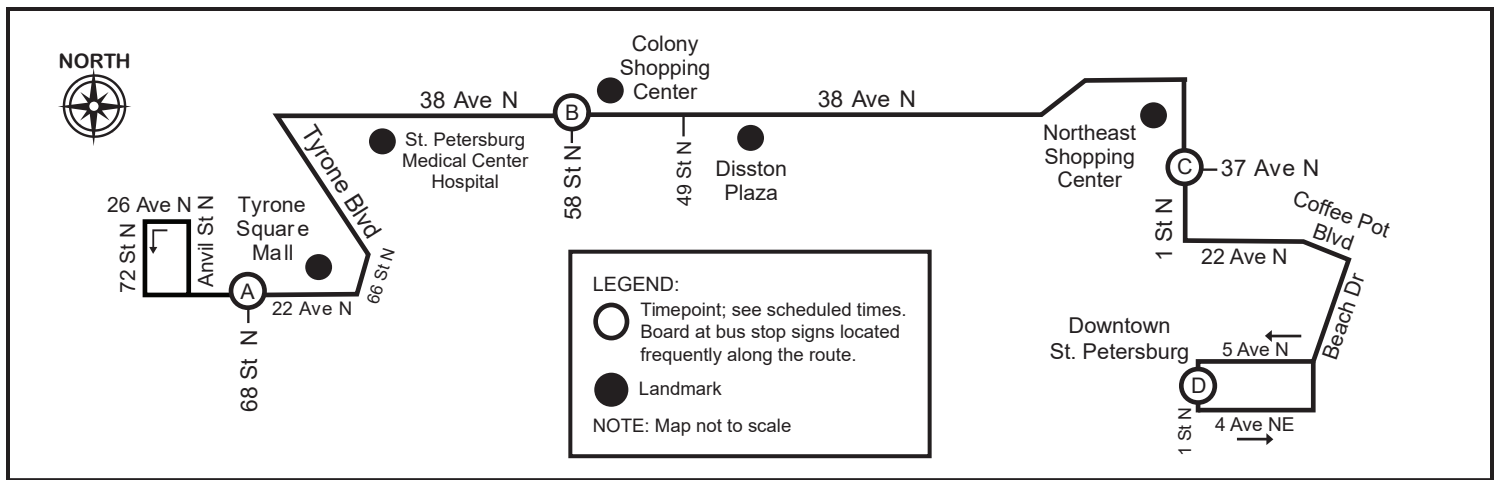 NORTH
Colony
Shopping
Center
38 Ave N
B
38 Ave N
St. Petersburg
Medical Center
Hospital
58 St N
49 St N
Disston
Plaza
Northeast
Shopping
Center
C
37 Ave N
Tyrone Blvd
26 Ave N
72 St N
Anvil St N
Tyrone
Square
Mall
66 St N
A
22 Ave N
68 St N
1 St N
22 Ave N
Coffee Pot
Blvd
Beach Dr
Downtown
St. Petersburg
5 Ave N
D
1 St N
4 Ave NE
LEGEND:
Timepoint; see scheduled times.
Board at bus stop signs located
frequently along the route.
Landmark
NOTE: Map not to scale